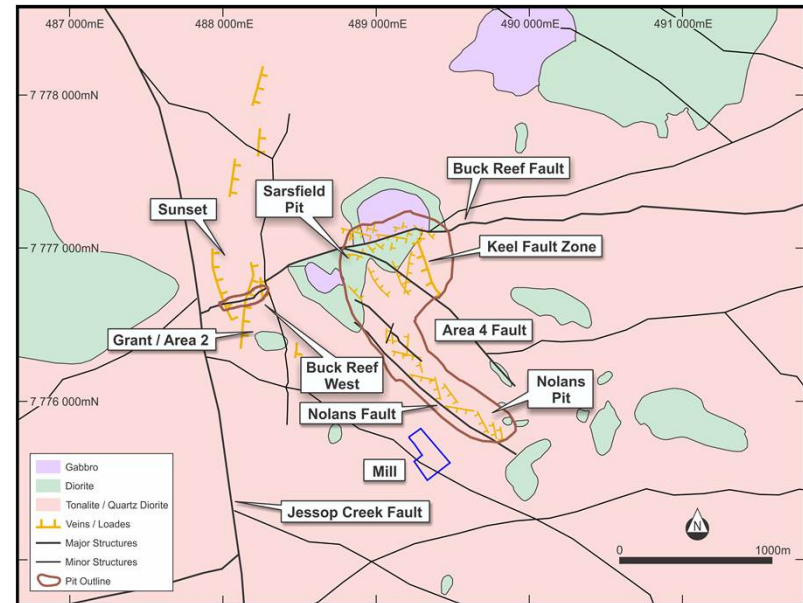 487 000mE
488 000mE
489 000mE
490 000mE
491 000mE
7 778 000mN
Buck Reef Fault
Sarsfield
Pit
Sunset
7 777 000mN
Keel Fault Zone
Grant / Area 2
Area 4 Fault
Buck Reef
West
Nolans
Pit
7 776 000mN
Nolans Fault
Mill
Jessop Creek Fault
Gabbro
Diorite
Tonalite / Quartz Diorite
Veins / Loades
Major Structures
Minor Structures
Pit Outline
N
0
1000m